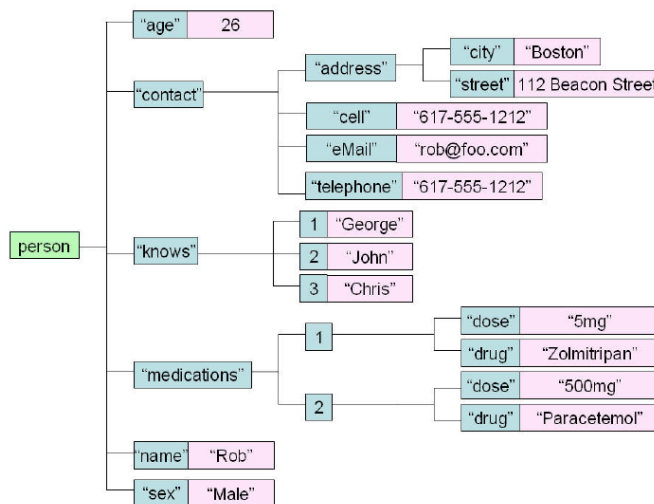 “age” 26
“city” “Boston”
“address”
“contact” “street” 112 Beacon Street
“cell” “617-555-1212”
“eMail” “rob@foo.com”
“telephone” “617-555-1212”
1 “George”
person “knows” 2 “John”
3 “Chris”
“dose” “5mg”
1
“drug” “Zolmitripan”
“medications” “dose” “500mg”
2
“drug” “Paracetemol”
“name” “Rob”
“sex” “Male”